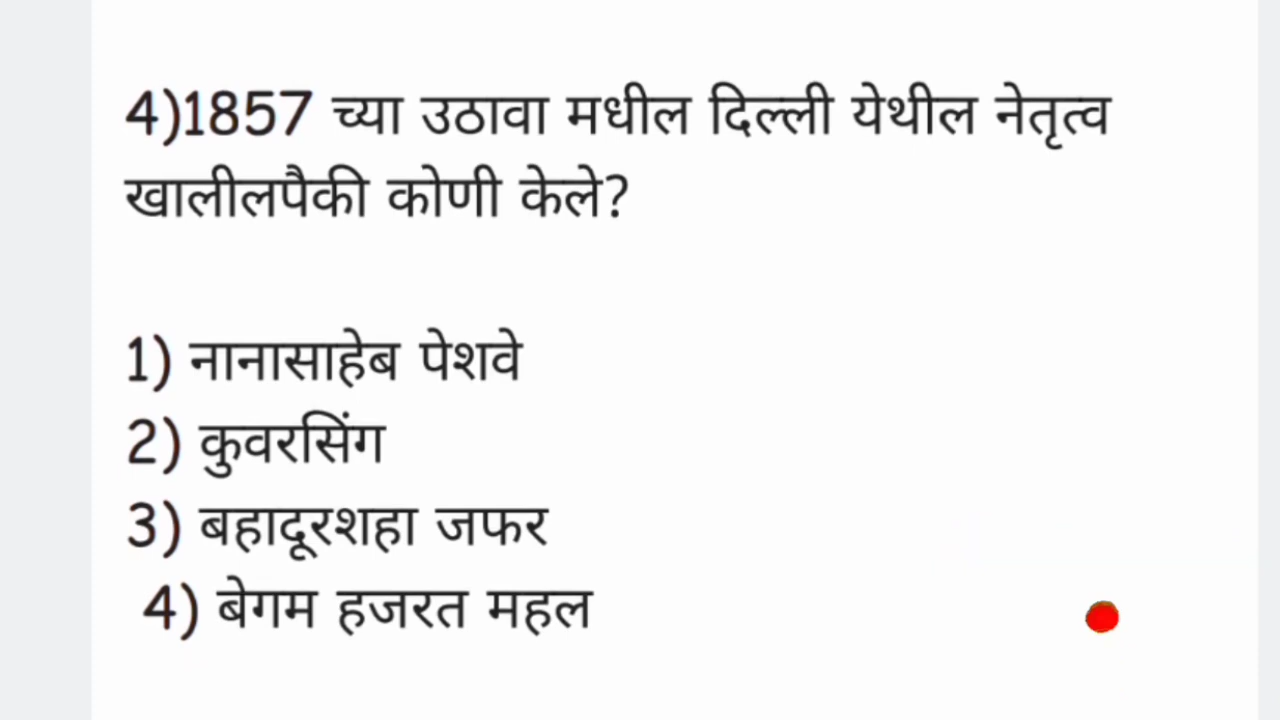 4)1857 च्या उठावा मधील दिल्ली येथील नेतृत्व
खालीलपैकी कोणी केले?
1) नानासाहेब पेशवे
2) कुवरसिंग
3) बहादूरशहा जफर
4) बेगम हजरत महल